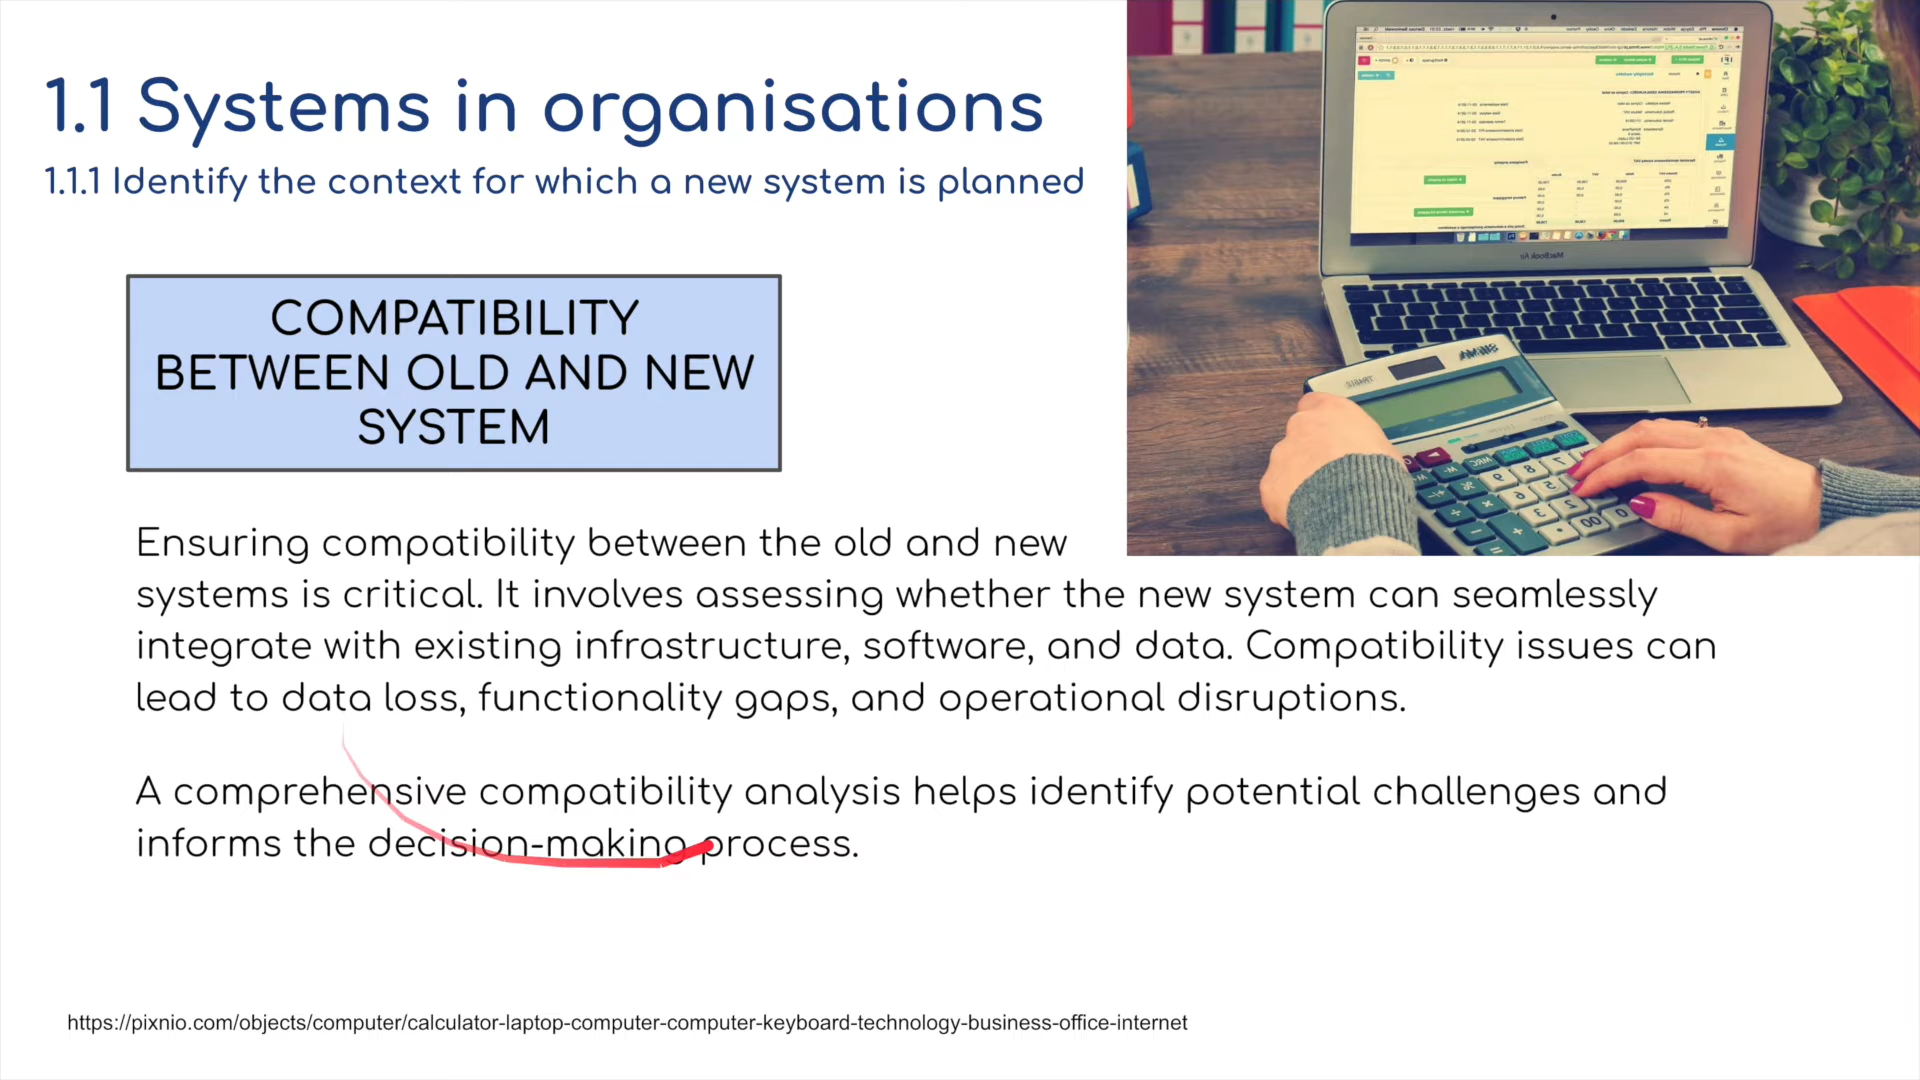 1.1 Systems in organisations
1.1.1 Identify the context for which a new system is planned
COMPATIBILITY
BETWEEN OLD AND NEW
SYSTEM
Ensuring compatibility between the old and new
systems is critical. It involves assessing whether the new system can seamlessly
integrate with existing infrastructure, software, and data. Compatibility issues can
lead to data loss, functionality gaps, and operational disruptions.
A comprehensive compatibility analysis helps identify potential challenges and
informs the decision-making process.
https://pixnio.com/objects/computer/calculator-laptop-computer-computer-keyboard-technology-business-office-internet
MacBook Air